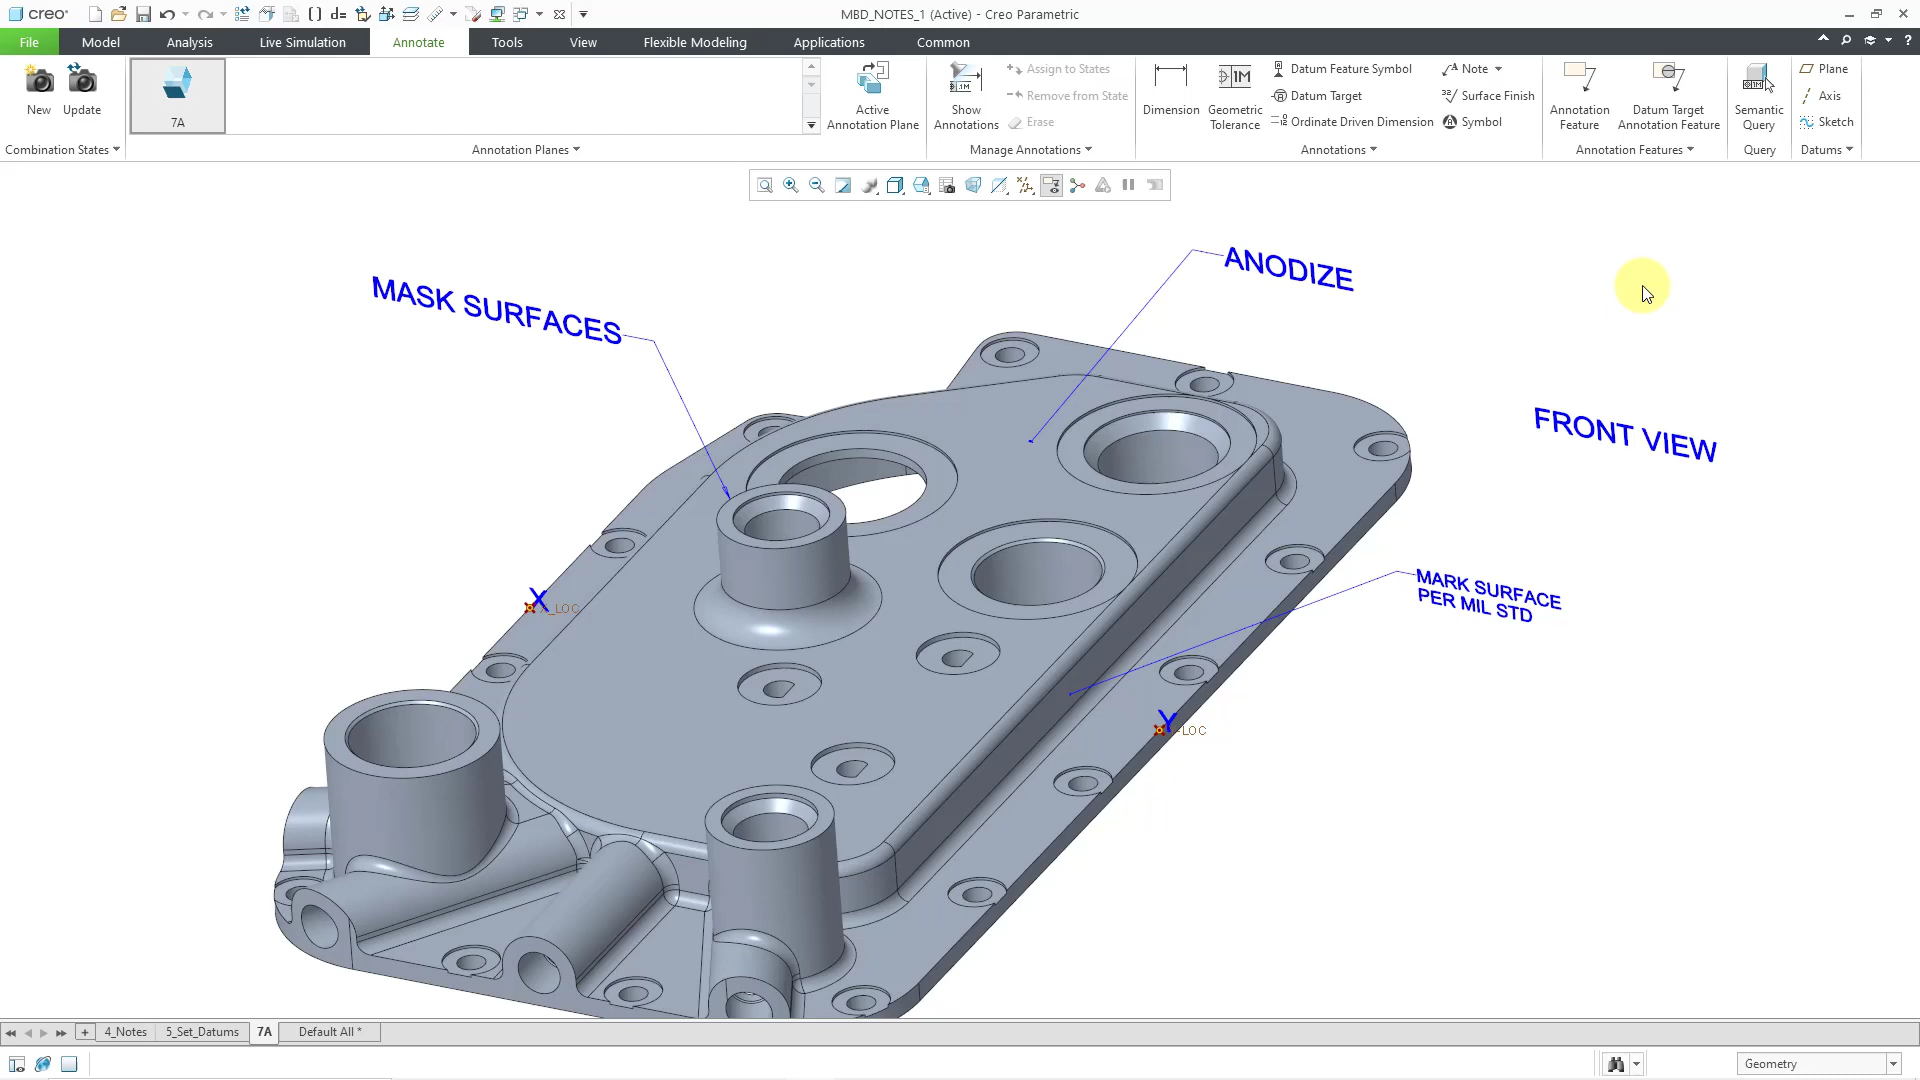 creo
MBD_NOTES_1 (Active) - Creo Parametric
File
Model
Analysis
Live Simulation
Annotate
Tools
View
Flexible Modeling
Applications
Common
New
Update
Combination States
7A
Annotation Planes
Active
Annotation Plane
Show
Annotations
Assign to States
Remove from State
Erase
Manage Annotations
Dimension
Geometric
Tolerance
Datum Feature Symbol
Datum Target
Ordinate Driven Dimension
Note
Surface Finish
Symbol
Annotations
Annotation
Feature
Datum Target
Annotation Feature
Annotation Features
Semantic
Query
Query
Plane
Axis
Sketch
Datums
ANODIZE
MASK SURFACES
FRONT VIEW
MARK SURFACE
PER MIL STD
X
X_LOC
Y
4_Notes
5_Set_Datums
7A
Default All *
Geometry